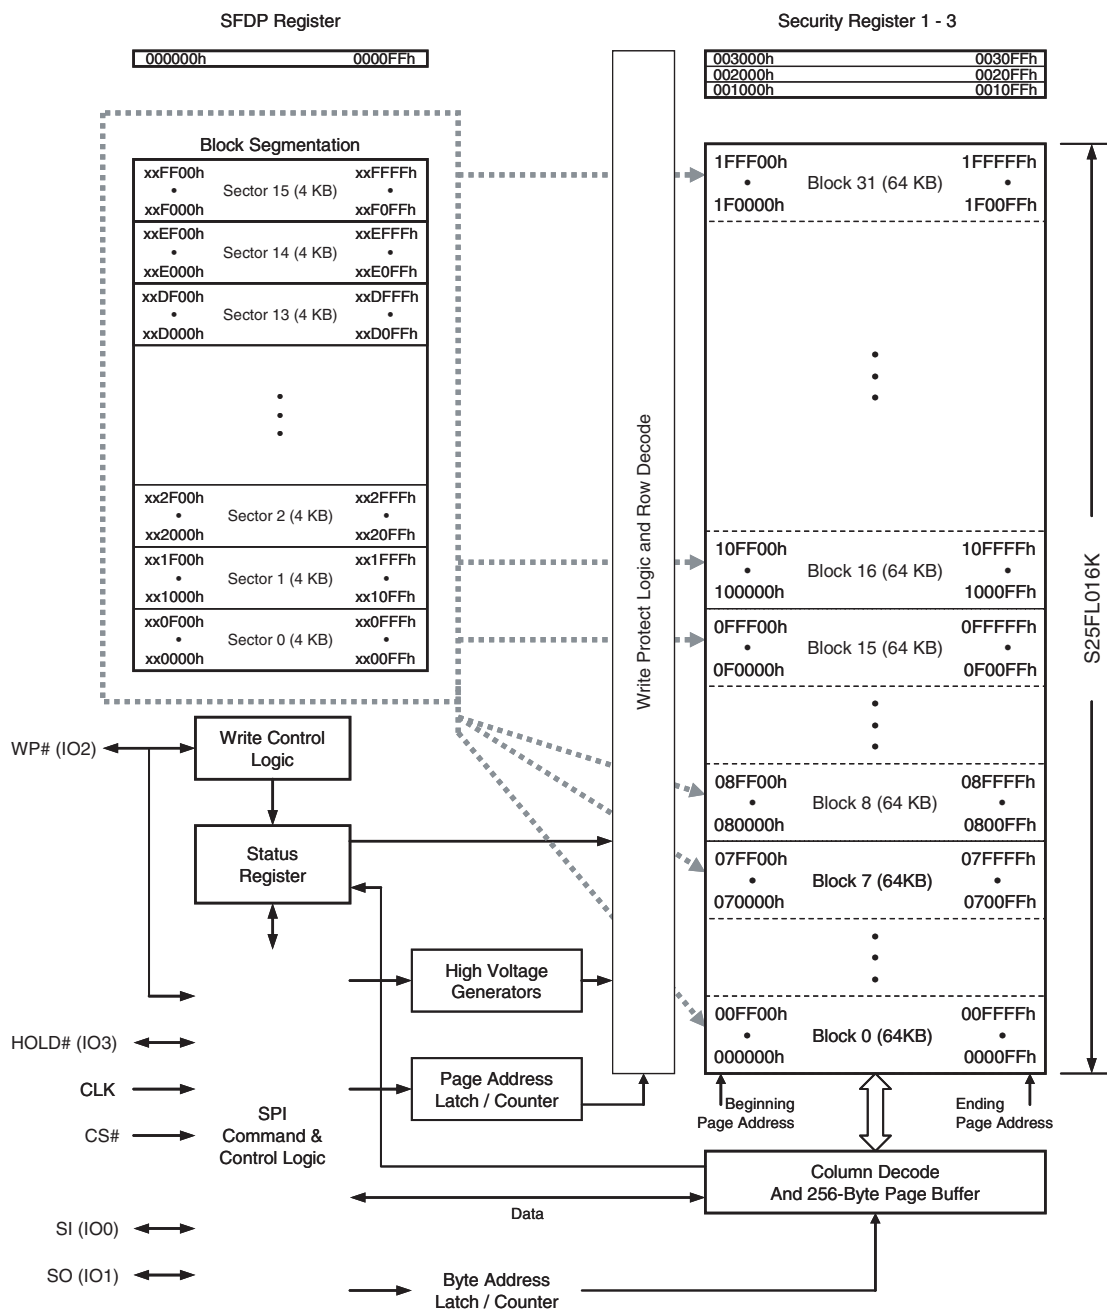 SFDP Register
000000h 0000FFh
Block Segmentation
xxFF00h xxFFFFh
Sector 15 (4 KB)
xxF000h xxF0FFh
xxEF00h xxEFFFh
Sector 14 (4 KB)
xxE000h xxE0FFh
xxDF00h xxDFFFh
Sector 13 (4 KB)
xxD000h xxD0FFh
xx2F00h xx2FFFh
Sector 2 (4 KB)
xx2000h xx20FFh
xx1F00h xx1FFFh
Sector 1 (4 KB)
xx1000h xx10FFh
xx0F00h xx0FFFh
Sector 0 (4 KB)
xx0000h xx00FFh
Security Register 1 - 3
003000h 0030FFh
002000h 0020FFh
001000h 0010FFh
1FFF00h 1FFFFFh
Block 31 (64 KB)
1F0000h 1F00FFh
10FF00h 10FFFFh
Block 16 (64 KB)
100000h 1000FFh
0FFF00h 0FFFFFh
Block 15 (64 KB)
0F0000h 0F00FFh
08FF00h 08FFFFh
Block 8 (64 KB)
080000h 0800FFh
07FF00h 07FFFFh
Block 7 (64KB)
070000h 0700FFh
00FF00h 00FFFFh
Block 0 (64KB)
000000h 0000FFh
Beginning
Page Address
Ending
Page Address
S25FL016K
Write Protect Logic and Row Decode
WP# (IO2)
Write Control
Logic
Status
Register
High Voltage
Generators
HOLD# (IO3)
CLK
Page Address
Latch / Counter
CS#
SPI
Command &
Control Logic
Column Decode
And 256-Byte Page Buffer
Data
SI (IO0)
SO (IO1)
Byte Address
Latch / Counter